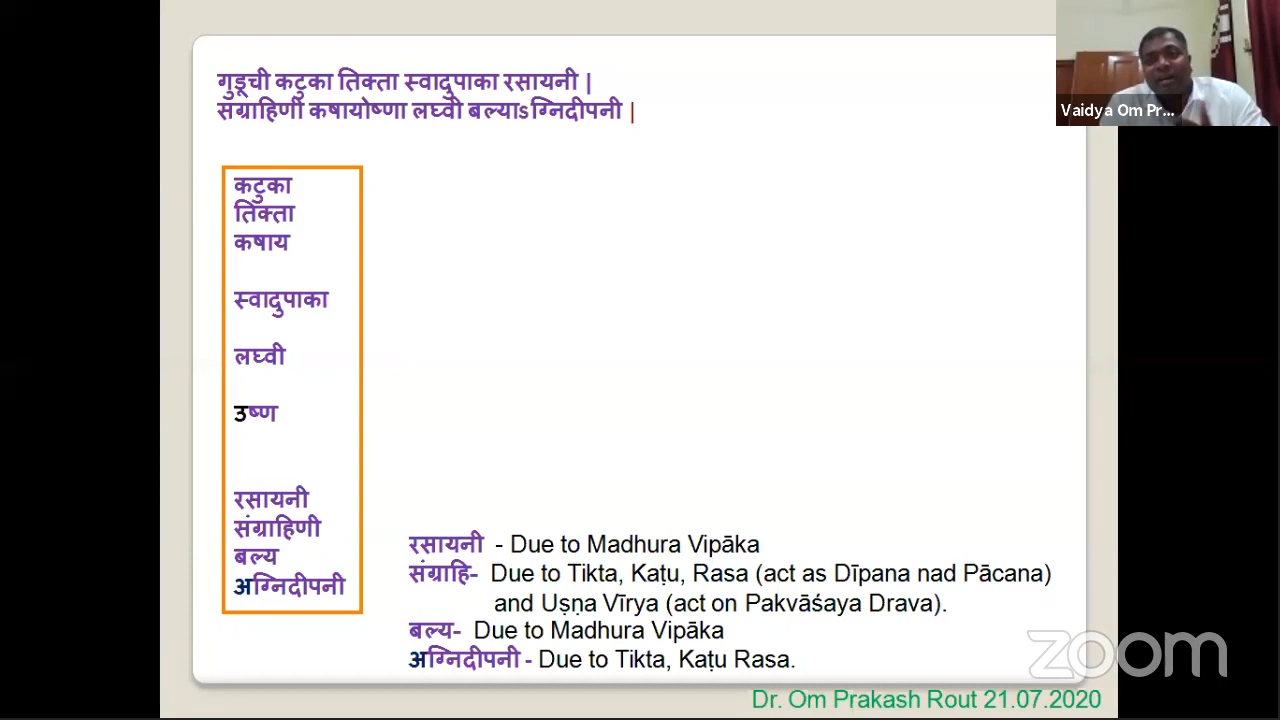 गुडूची कटुका तिक्ता स्वादुपाका रसायनी |
संग्राहिणी कषायोष्णा लघ्वी बल्याऽग्निदीपनी |
Vaidya Om Pr...
कटुका
तिक्ता
कषाय
स्वादुपाका
लघ्वी
उष्ण
रसायनी
संग्राहिणी
बल्य
अग्निदीपनी
रसायनी - Due to Madhura Vipāka
संग्राहि- Due to Tikta, Kaṭu, Rasa (act as Dīpana nad Pācana)
and Uṣṇa Vīrya (act on Pakvāśaya Drava).
बल्य- Due to Madhura Vipāka
अग्निदीपनी - Due to Tikta, Kaṭu Rasa.
zoom
Dr. Om Prakash Rout 21.07.2020